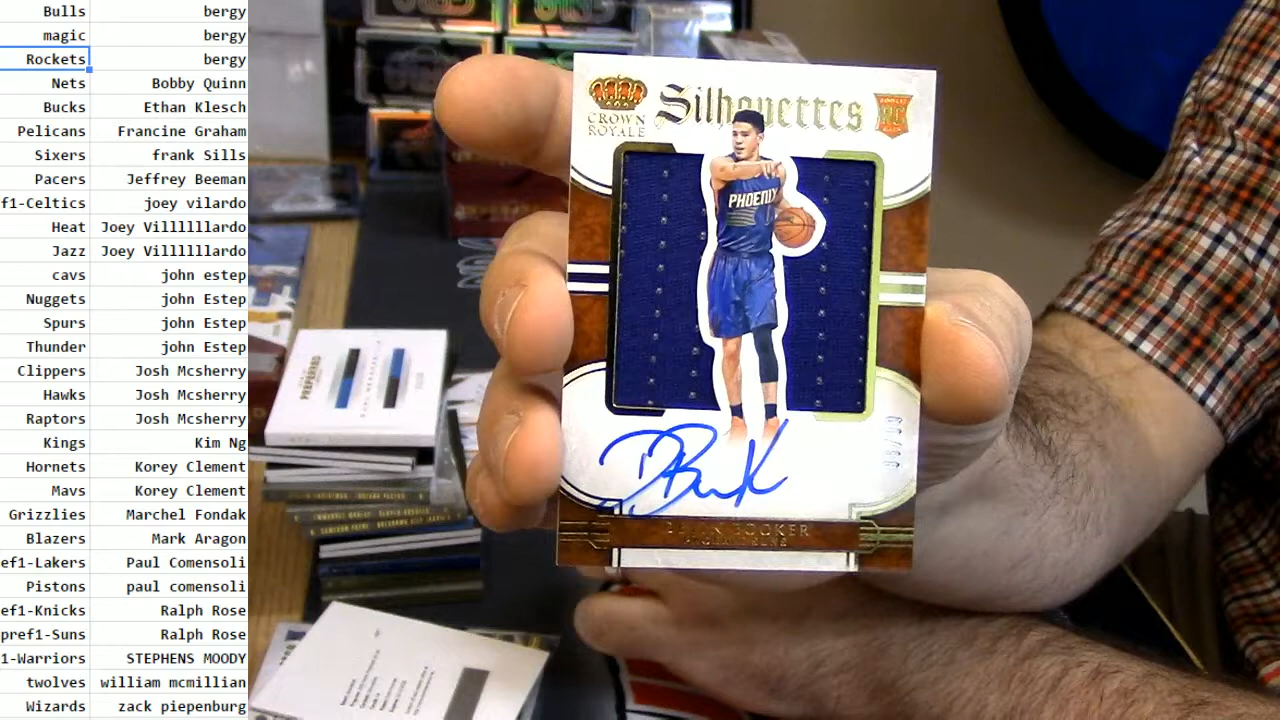 Bulls bergy
magic bergy
Rockets bergy
Nets Bobby Quinn
Bucks Ethan Klesch
Pelicans Francine Graham
Sixers frank Sills
Pacers Jeffrey Beeman
f1-Celtics joey vilardo
Heat Joey Villlllllardo
Jazz Joey Villlllllardo
cavs john estep
Nuggets john Estep
Spurs john Estep
Thunder john Estep
Clippers Josh Mcsherry
Hawks Josh Mcsherry
Raptors Josh Mcsherry
Kings Kim Ng
Hornets Korey Clement
Mavs Korey Clement
Grizzlies Marchel Fondak
Blazers Mark Aragon
ef1-Lakers Paul Comensoli
Pistons paul comensoli
ef1-Knicks Ralph Rose
pref1-Suns Ralph Rose
1-Warriors STEPHENS MOODY
twolves william mcmillian
Wizards zack piepenburg
CROWN
ROYALE
Silhouettes
RC
PHOENIX
BOOKER
PREFERRED